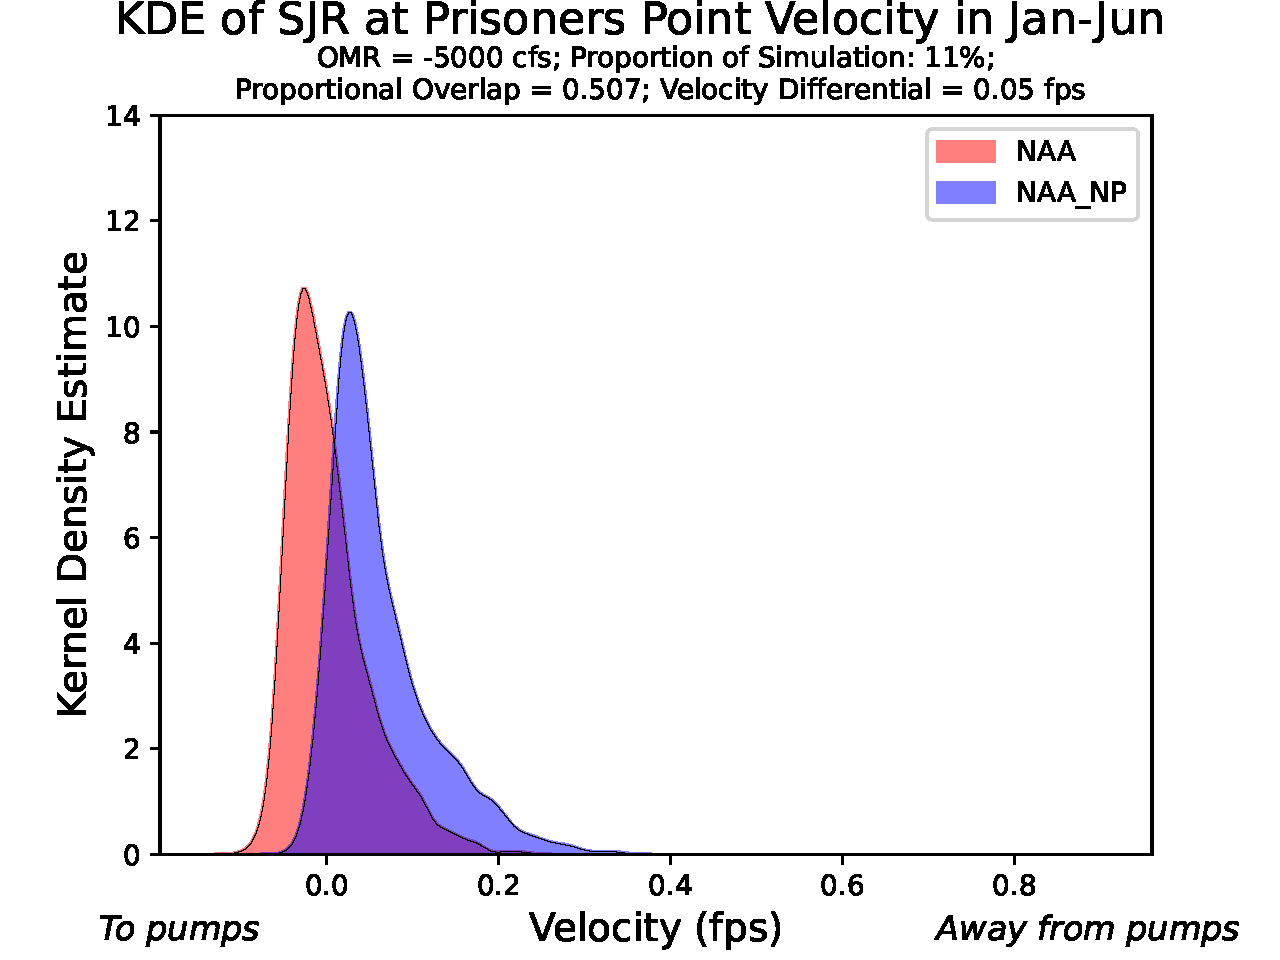 KDE of SJR at Prisoners Point Velocity in Jan-Jun
OMR = -5000 cfs; Proportion of Simulation: 11%;
Proportional Overlap = 0.507; Velocity Differential = 0.05 fps
NAA
NAA_NP
Kernel Density Estimate
14
12
10
8
6
4
2
0
0.0 0.2 0.4 0.6 0.8
To pumps Velocity (fps) Away from pumps